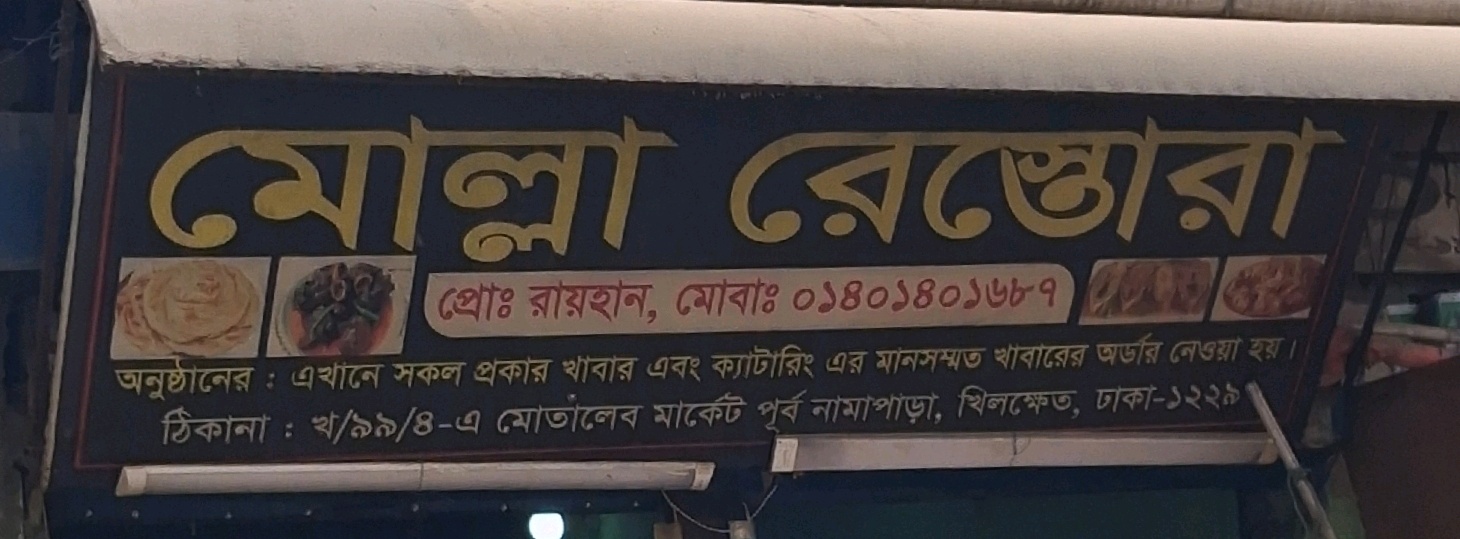 মোল্লা রেস্তোরা
প্রোঃ রায়হান, মোবাঃ ০১৪০১৪০১৬৮৭
অনুষ্ঠানের : এখানে সকল প্রকার খাবার এবং ক্যাটারিং এর মানসম্মত খাবারের অর্ডার নেওয়া হয়।
ঠিকানা : খ/৯৯/৪-এ মোতালেব মার্কেট পূর্ব নামাপাড়া, খিলক্ষেত, ঢাকা-১২২৯